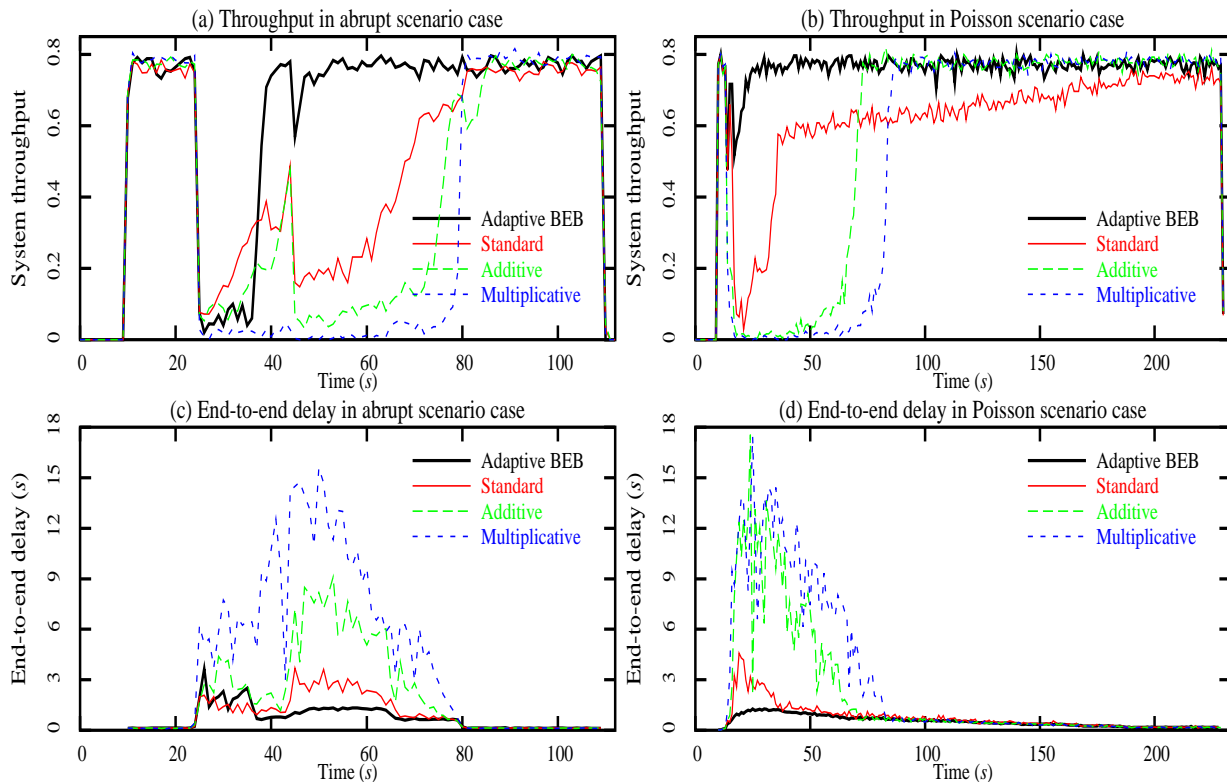 (a) Throughput in abrupt scenario case
System throughput
0.8
0.6
0.4
0.2
0
Adaptive BEB
Standard
Additive
Multiplicative
0 20 40 60 80 100
Time (s)
(b) Throughput in Poisson scenario case
System throughput
0.8
0.6
0.4
0.2
0
Adaptive BEB
Standard
Additive
Multiplicative
0 50 100 150 200
Time (s)
(c) End-to-end delay in abrupt scenario case
End-to-end delay (s)
18
15
12
9
6
3
0
Adaptive BEB
Standard
Additive
Multiplicative
0 20 40 60 80 100
Time (s)
(d) End-to-end delay in Poisson scenario case
End-to-end delay (s)
18
15
12
9
6
3
0
Adaptive BEB
Standard
Additive
Multiplicative
0 50 100 150 200
Time (s)